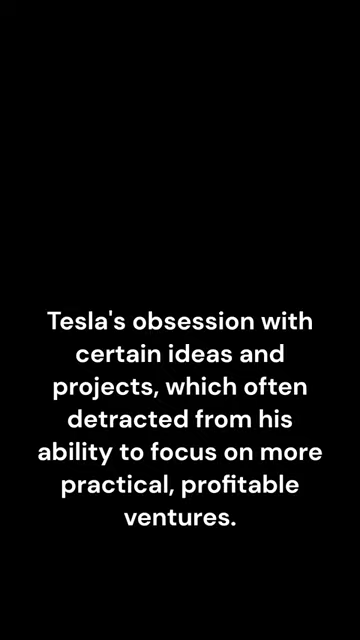 Tesla's obsession with
certain ideas and
projects, which often
detracted from his
ability to focus on more
practical, profitable
ventures.